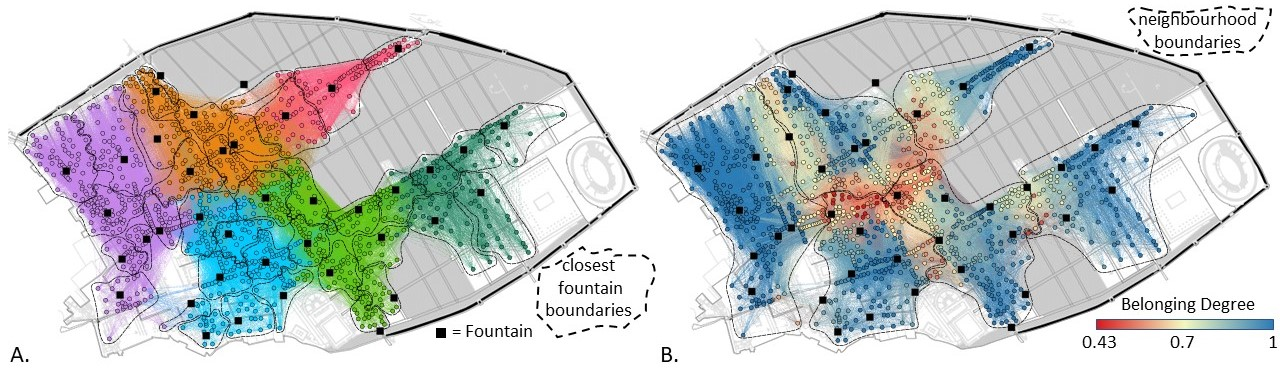 neighbourhood
boundaries
closest
fountain
boundaries
■ = Fountain
Belonging Degree
0.43 0.7 1
A.
B.